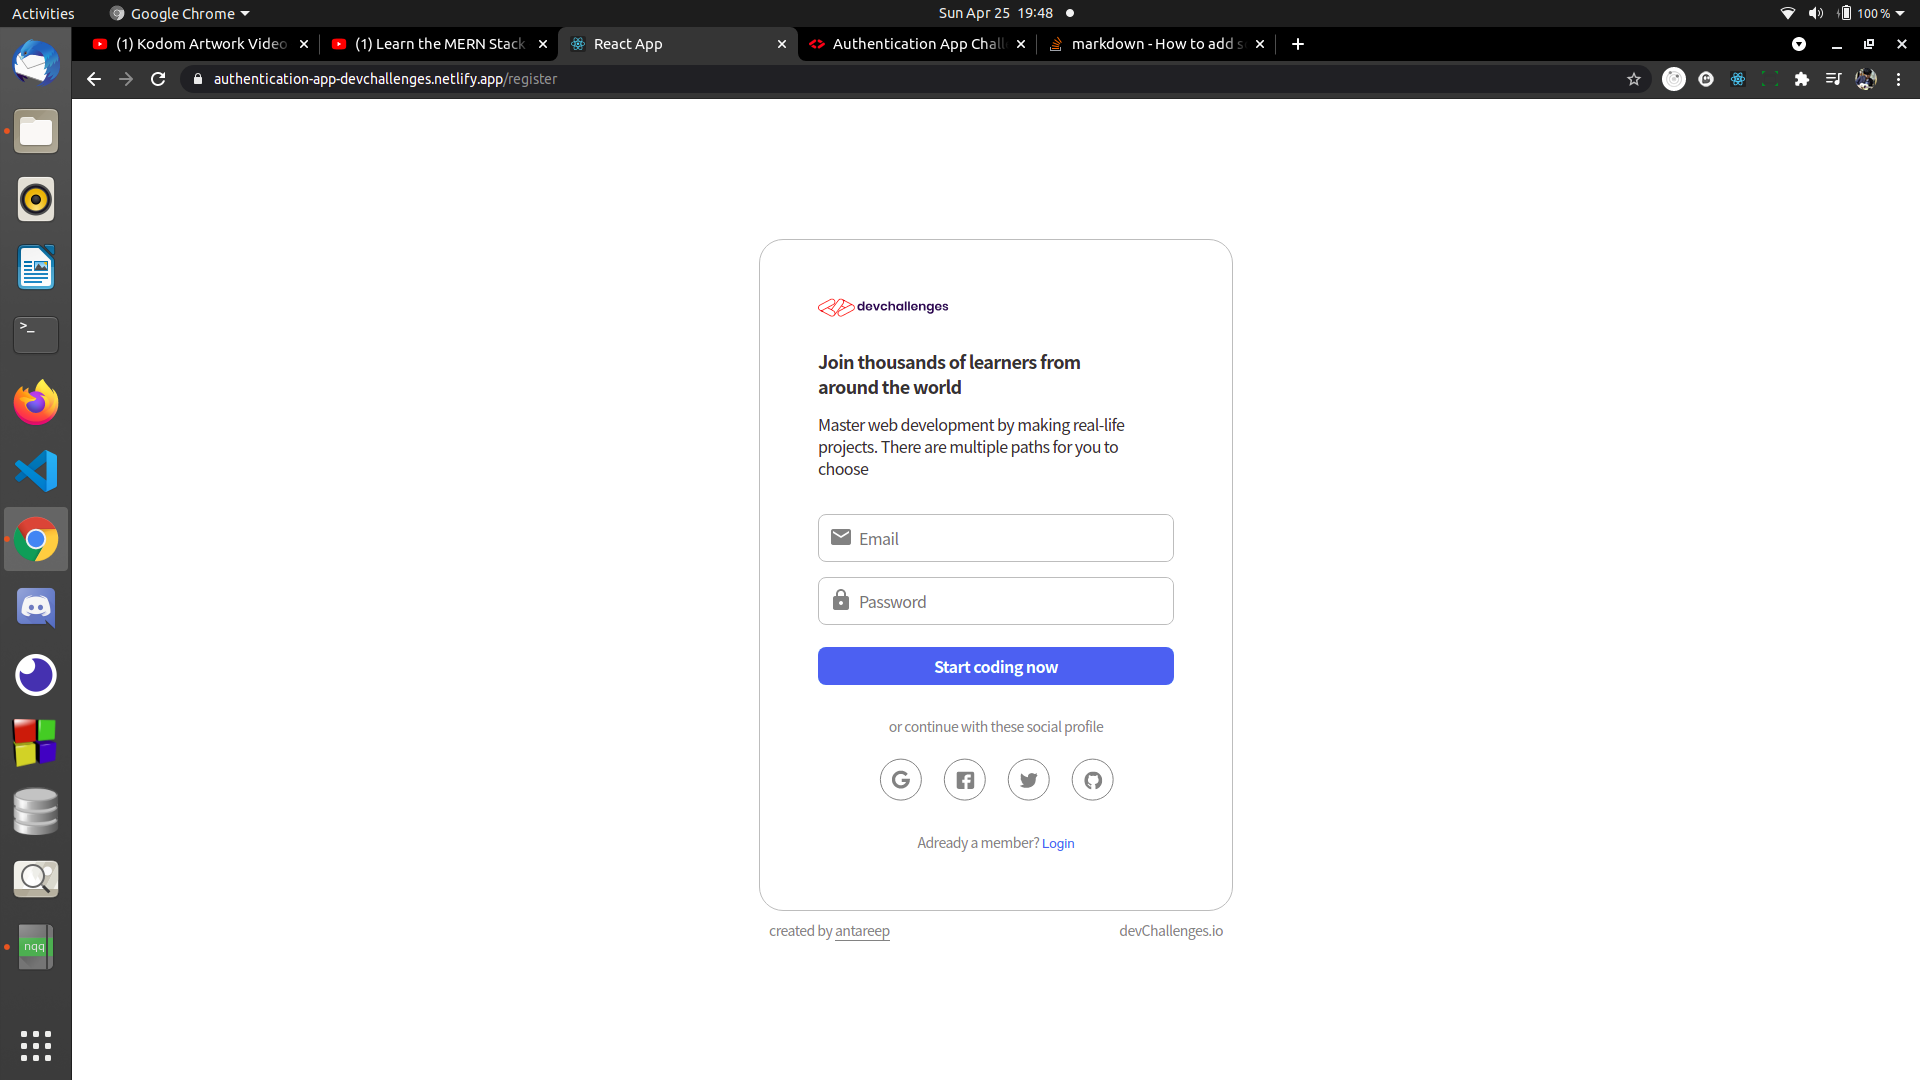 Activities
Google Chrome
Sun Apr 25 19:48
100 %
(1) Kodom Artwork Video
(1) Learn the MERN Stack
React App
Authentication App Chall
markdown - How to add s
authentication-app-devchallenges.netlify.app/register
>_
nqq
devchallenges
Join thousands of learners from
around the world
Master web development by making real-life
projects. There are multiple paths for you to
choose
Email
Password
Start coding now
or continue with these social profile
Adready a member? Login
created by antareep
devChallenges.io